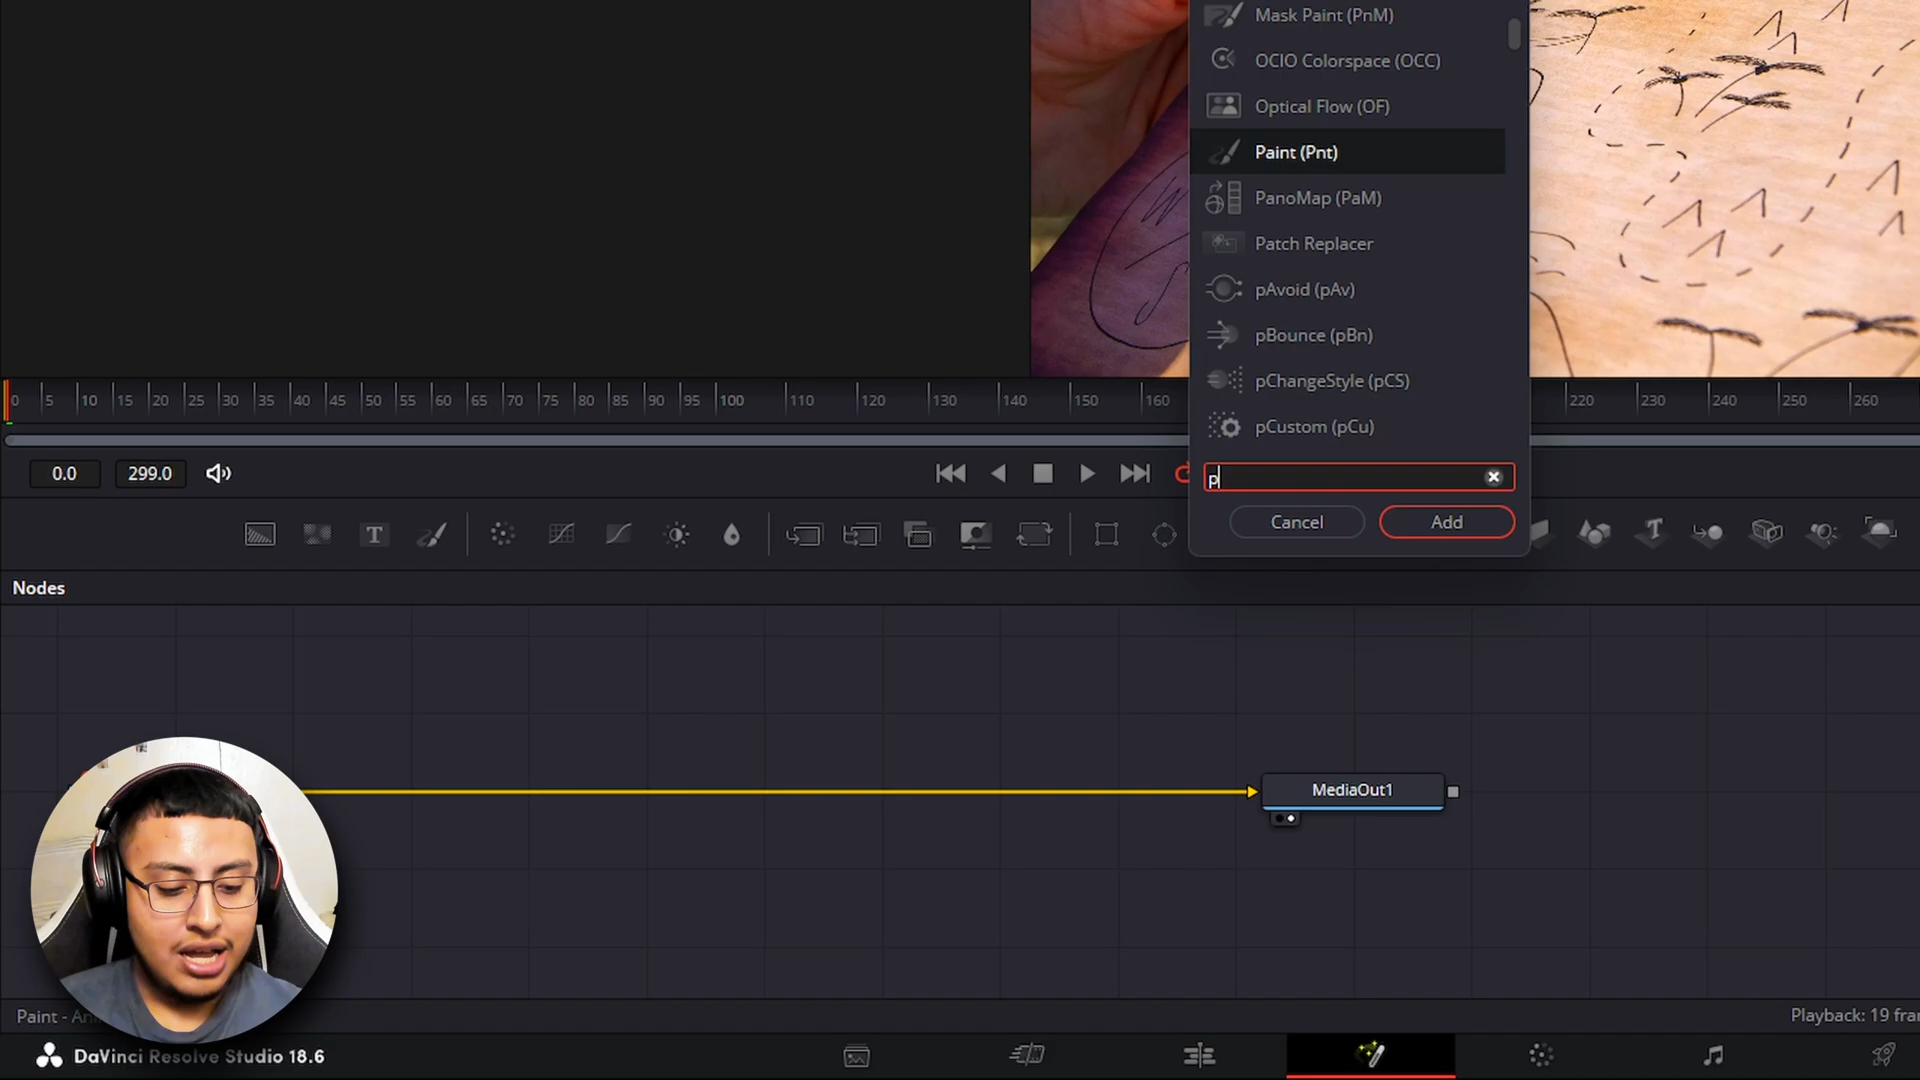 Mask Paint (PnM)
OCIO Colorspace (OCC)
Optical Flow (OF)
Paint (Pnt)
PanoMap (PaM)
Patch Replacer
pAvoid (pAv)
pBounce (pBn)
pChangeStyle (pCS)
pCustom (pCu)
0 5 10 15 20 25 30 35 40 45 50 55 60 65 70 75 80 85 90 95 100 110 120 130 140 150 160 220 230 240 250 260
0.0 299.0
p
Cancel Add
T T
Nodes
MediaOut1
Paint - An
Playback: 19 fra
DaVinci Resolve Studio 18.6